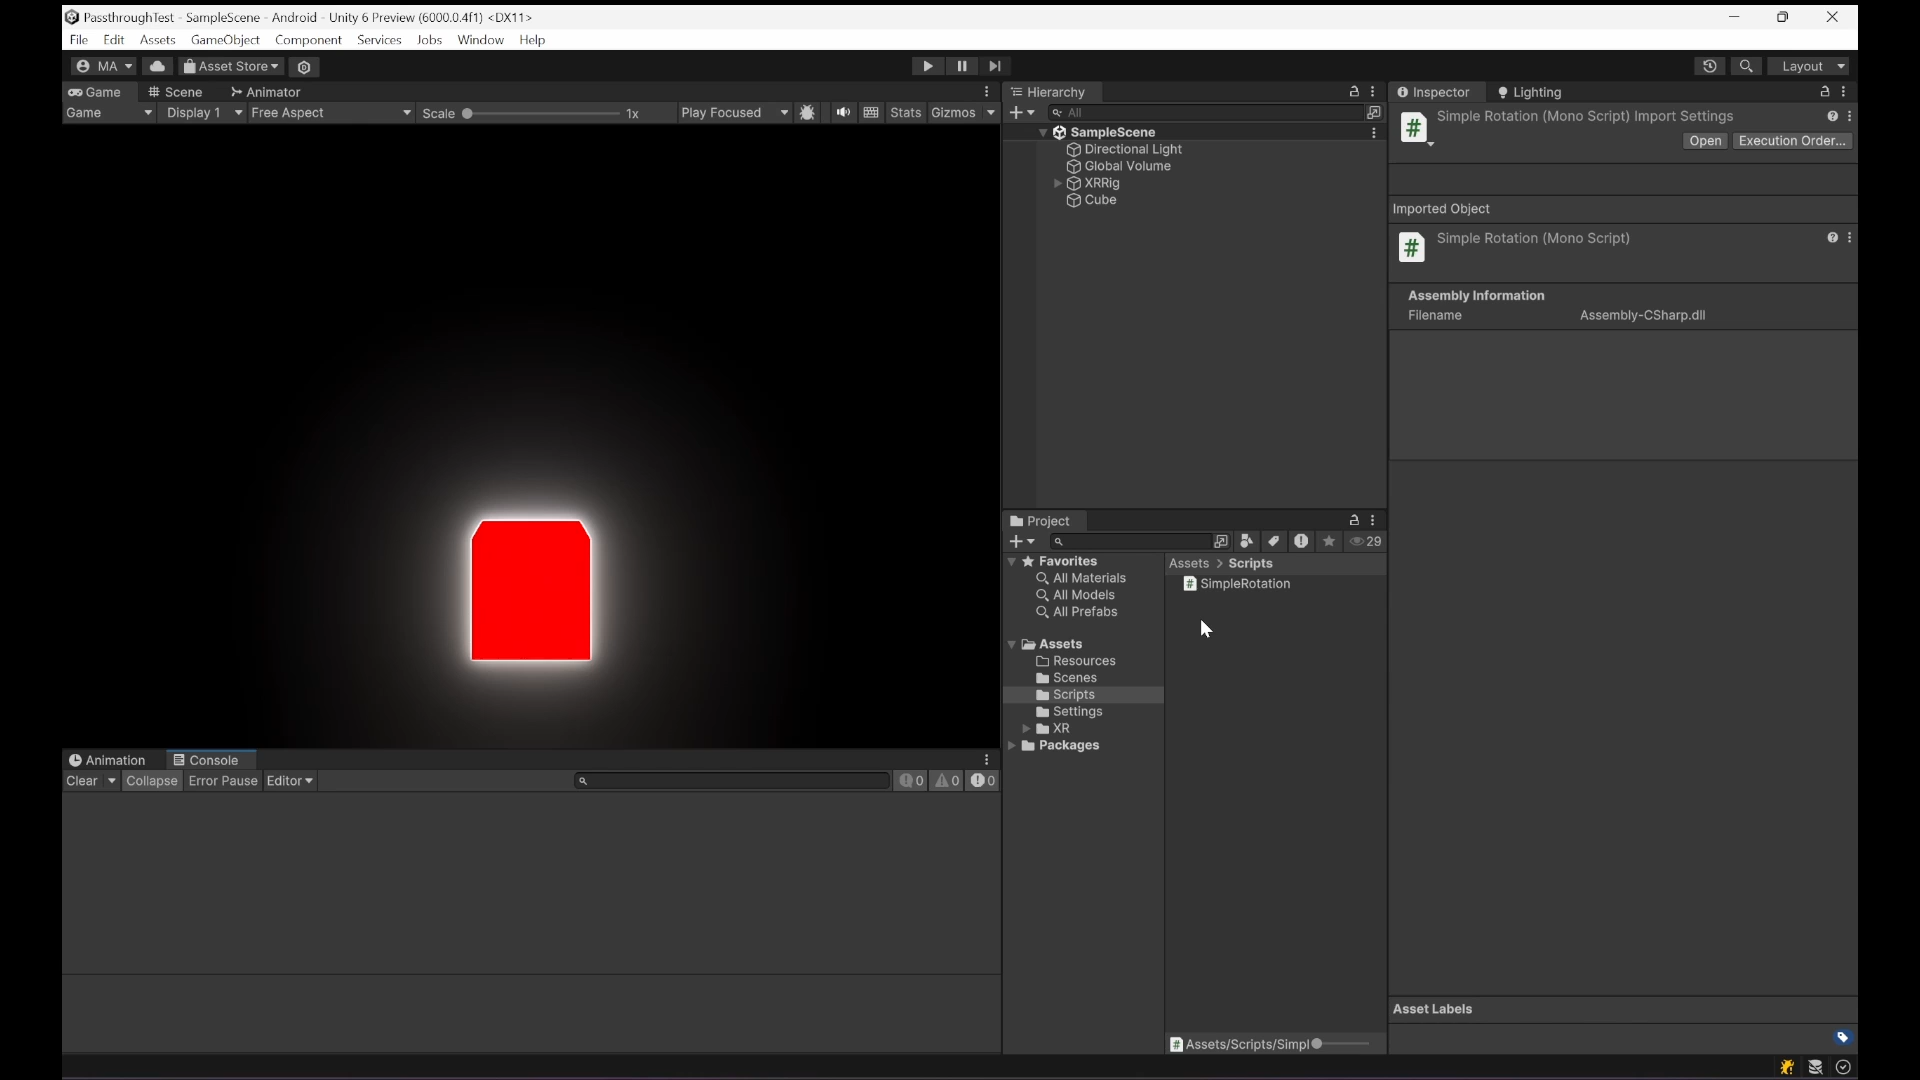 PassthroughTest - SampleScene - Android - Unity 6 Preview (6000.0.4f1) <DX11>
File Edit Assets GameObject Component Services Jobs Window Help
MA Asset Store Layout
Game Scene Animator
Game Display 1 Free Aspect Scale 1x Play Focused Stats Gizmos
Hierarchy
All
SampleScene
Directional Light
Global Volume
XRRig
Cube
Project
29
Favorites
All Materials
All Models
All Prefabs
Assets
Resources
Scenes
Scripts
Settings
XR
Packages
Assets > Scripts
SimpleRotation
Assets/Scripts/Simpl
Inspector Lighting
Simple Rotation (Mono Script) Import Settings
Open Execution Order...
Imported Object
Simple Rotation (Mono Script)
Assembly Information
Filename Assembly-CSharp.dll
Asset Labels
Animation Console
Clear Collapse Error Pause Editor 0 0 0